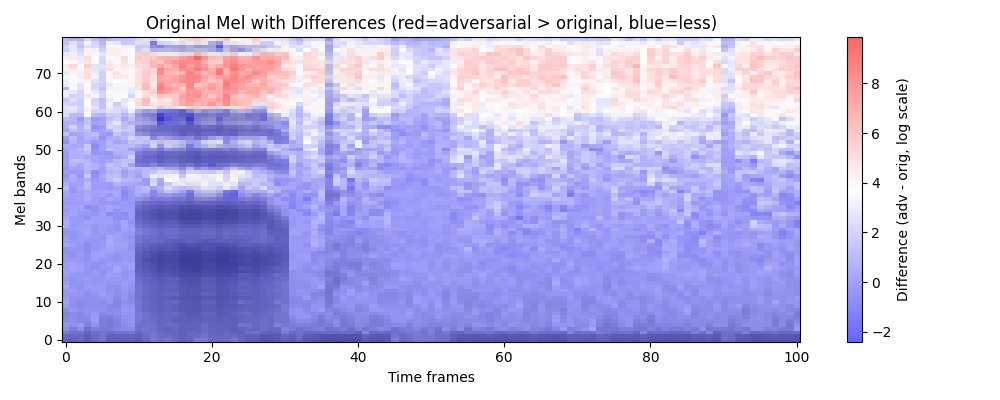 Original Mel with Differences (red=adversarial > original, blue=less)
Mel bands
70
60
50
40
30
20
10
0
0 20 40 60 80 100
Time frames
8
6
4
2
0
−2
Difference (adv - orig, log scale)